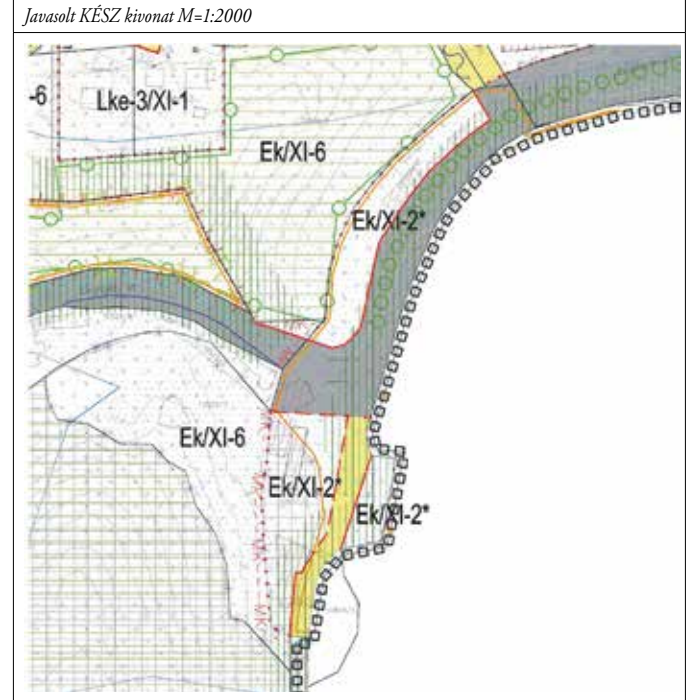 Javasolt KÉSZ kivonat M=1:2000
-6
Lke-3/XI-1
Ek/XI-6
Ek/XI-2*
Ek/XI-6
Ek/XI-2*
Ek/XI-2*